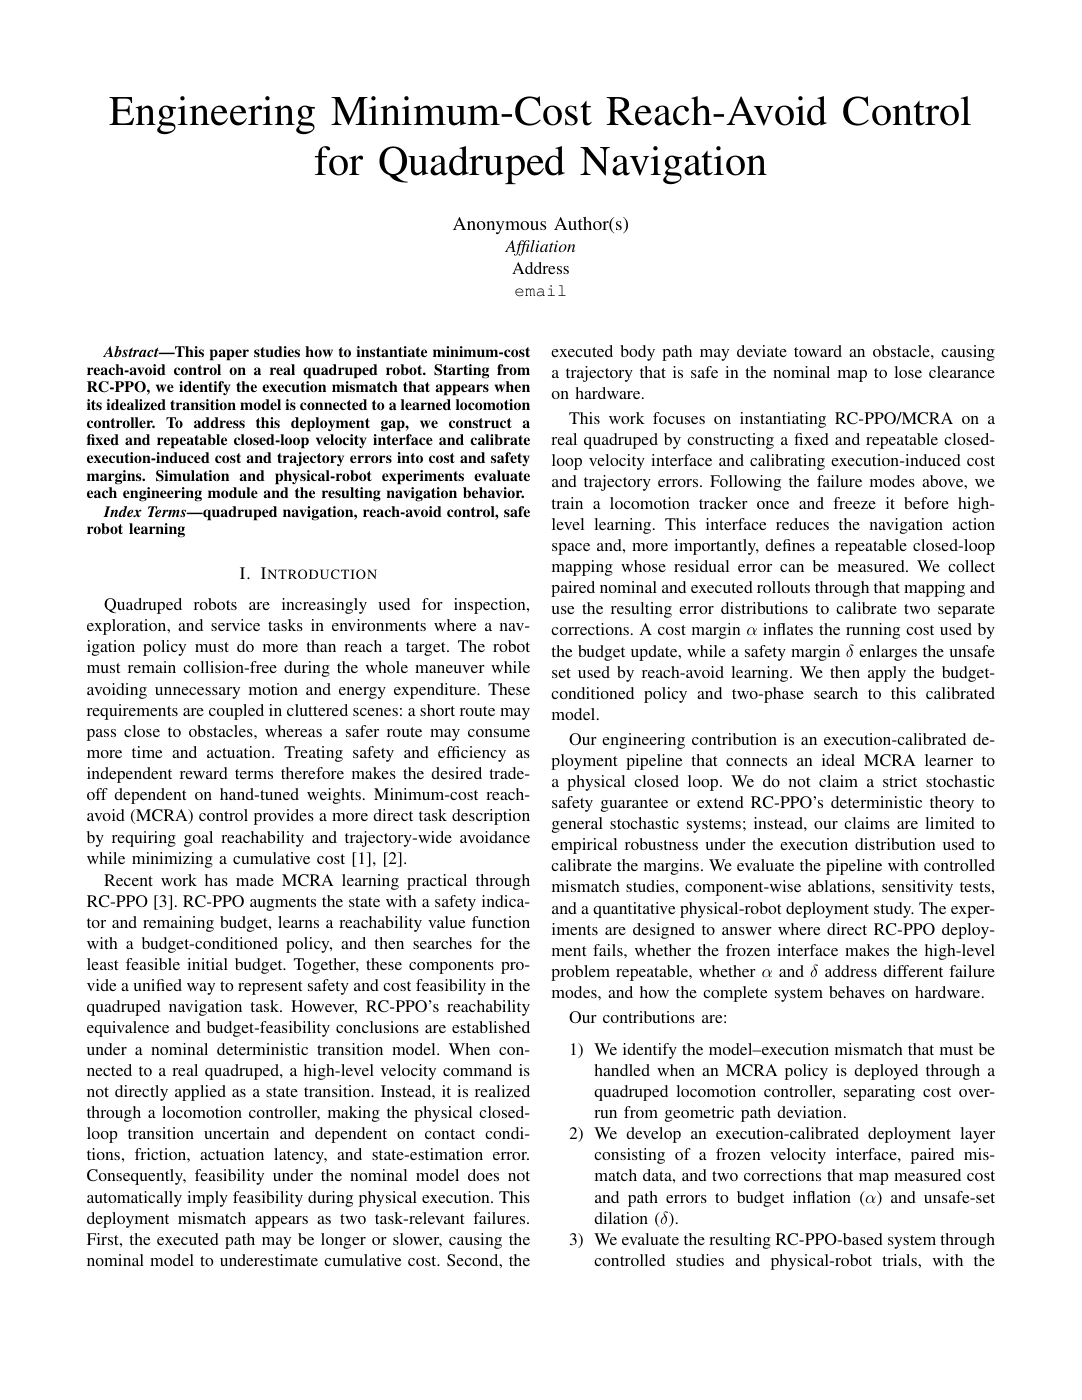 Engineering Minimum-Cost Reach-Avoid Control
for Quadruped Navigation
Anonymous Author(s)
Affiliation
Address
email
Abstract—This paper studies how to instantiate minimum-cost
reach-avoid control on a real quadruped robot. Starting from
RC-PPO, we identify the execution mismatch that appears when
its idealized transition model is connected to a learned locomotion
controller. To address this deployment gap, we construct a
fixed and repeatable closed-loop velocity interface and calibrate
execution-induced cost and trajectory errors into cost and safety
margins. Simulation and physical-robot experiments evaluate
each engineering module and the resulting navigation behavior.
Index Terms—quadruped navigation, reach-avoid control, safe
robot learning
I. INTRODUCTION
Quadruped robots are increasingly used for inspection,
exploration, and service tasks in environments where a nav-
igation policy must do more than reach a target. The robot
must remain collision-free during the whole maneuver while
avoiding unnecessary motion and energy expenditure. These
requirements are coupled in cluttered scenes: a short route may
pass close to obstacles, whereas a safer route may consume
more time and actuation. Treating safety and efficiency as
independent reward terms therefore makes the desired trade-
off dependent on hand-tuned weights. Minimum-cost reach-
avoid (MCRA) control provides a more direct task description
by requiring goal reachability and trajectory-wide avoidance
while minimizing a cumulative cost [1], [2].
Recent work has made MCRA learning practical through
RC-PPO [3]. RC-PPO augments the state with a safety indica-
tor and remaining budget, learns a reachability value function
with a budget-conditioned policy, and then searches for the
least feasible initial budget. Together, these components pro-
vide a unified way to represent safety and cost feasibility in the
quadruped navigation task. However, RC-PPO's reachability
equivalence and budget-feasibility conclusions are established
under a nominal deterministic transition model. When con-
nected to a real quadruped, a high-level velocity command is
not directly applied as a state transition. Instead, it is realized
through a locomotion controller, making the physical closed-
loop transition uncertain and dependent on contact condi-
tions, friction, actuation latency, and state-estimation error.
Consequently, feasibility under the nominal model does not
automatically imply feasibility during physical execution. This
deployment mismatch appears as two task-relevant failures.
First, the executed path may be longer or slower, causing the
nominal model to underestimate cumulative cost. Second, the
executed body path may deviate toward an obstacle, causing
a trajectory that is safe in the nominal map to lose clearance
on hardware.
This work focuses on instantiating RC-PPO/MCRA on a
real quadruped by constructing a fixed and repeatable closed-
loop velocity interface and calibrating execution-induced cost
and trajectory errors. Following the failure modes above, we
train a locomotion tracker once and freeze it before high-
level learning. This interface reduces the navigation action
space and, more importantly, defines a repeatable closed-loop
mapping whose residual error can be measured. We collect
paired nominal and executed rollouts through that mapping and
use the resulting error distributions to calibrate two separate
corrections. A cost margin α inflates the running cost used by
the budget update, while a safety margin δ enlarges the unsafe
set used by reach-avoid learning. We then apply the budget-
conditioned policy and two-phase search to this calibrated
model.
Our engineering contribution is an execution-calibrated de-
ployment pipeline that connects an ideal MCRA learner to
a physical closed loop. We do not claim a strict stochastic
safety guarantee or extend RC-PPO's deterministic theory to
general stochastic systems; instead, our claims are limited to
empirical robustness under the execution distribution used to
calibrate the margins. We evaluate the pipeline with controlled
mismatch studies, component-wise ablations, sensitivity tests,
and a quantitative physical-robot deployment study. The exper-
iments are designed to answer where direct RC-PPO deploy-
ment fails, whether the frozen interface makes the high-level
problem repeatable, whether α and δ address different failure
modes, and how the complete system behaves on hardware.
Our contributions are:
1) We identify the model–execution mismatch that must be
handled when an MCRA policy is deployed through a
quadruped locomotion controller, separating cost over-
run from geometric path deviation.
2) We develop an execution-calibrated deployment layer
consisting of a frozen velocity interface, paired mis-
match data, and two corrections that map measured cost
and path errors to budget inflation (α) and unsafe-set
dilation (δ).
3) We evaluate the resulting RC-PPO-based system through
controlled studies and physical-robot trials, with the